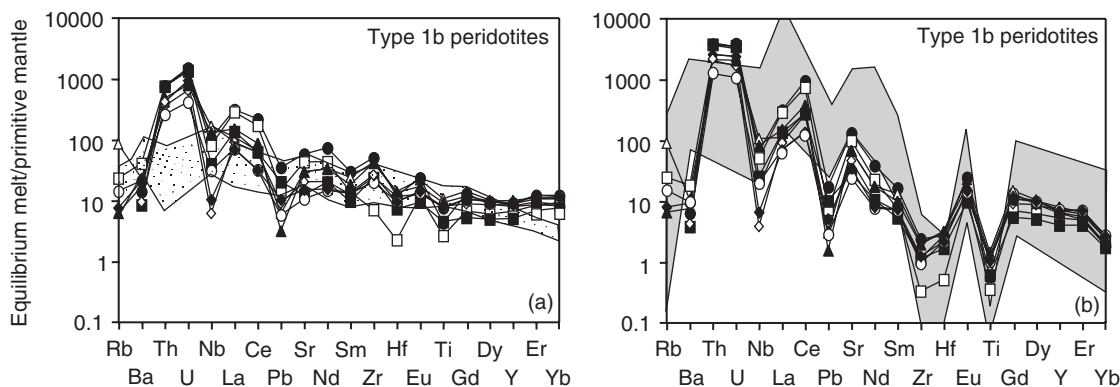 10000
1000
100
10
1
0.1
Equilibrium melt/primitive mantle
Type 1b peridotites
(a)
Rb Th Nb Ce Sr Sm Hf Ti Dy Er
Ba U La Pb Nd Zr Eu Gd Y Yb
10000
1000
100
10
1
0.1
Type 1b peridotites
(b)
Rb Th Nb Ce Sr Sm Hf Ti Dy Er
Ba U La Pb Nd Zr Eu Gd Y Yb